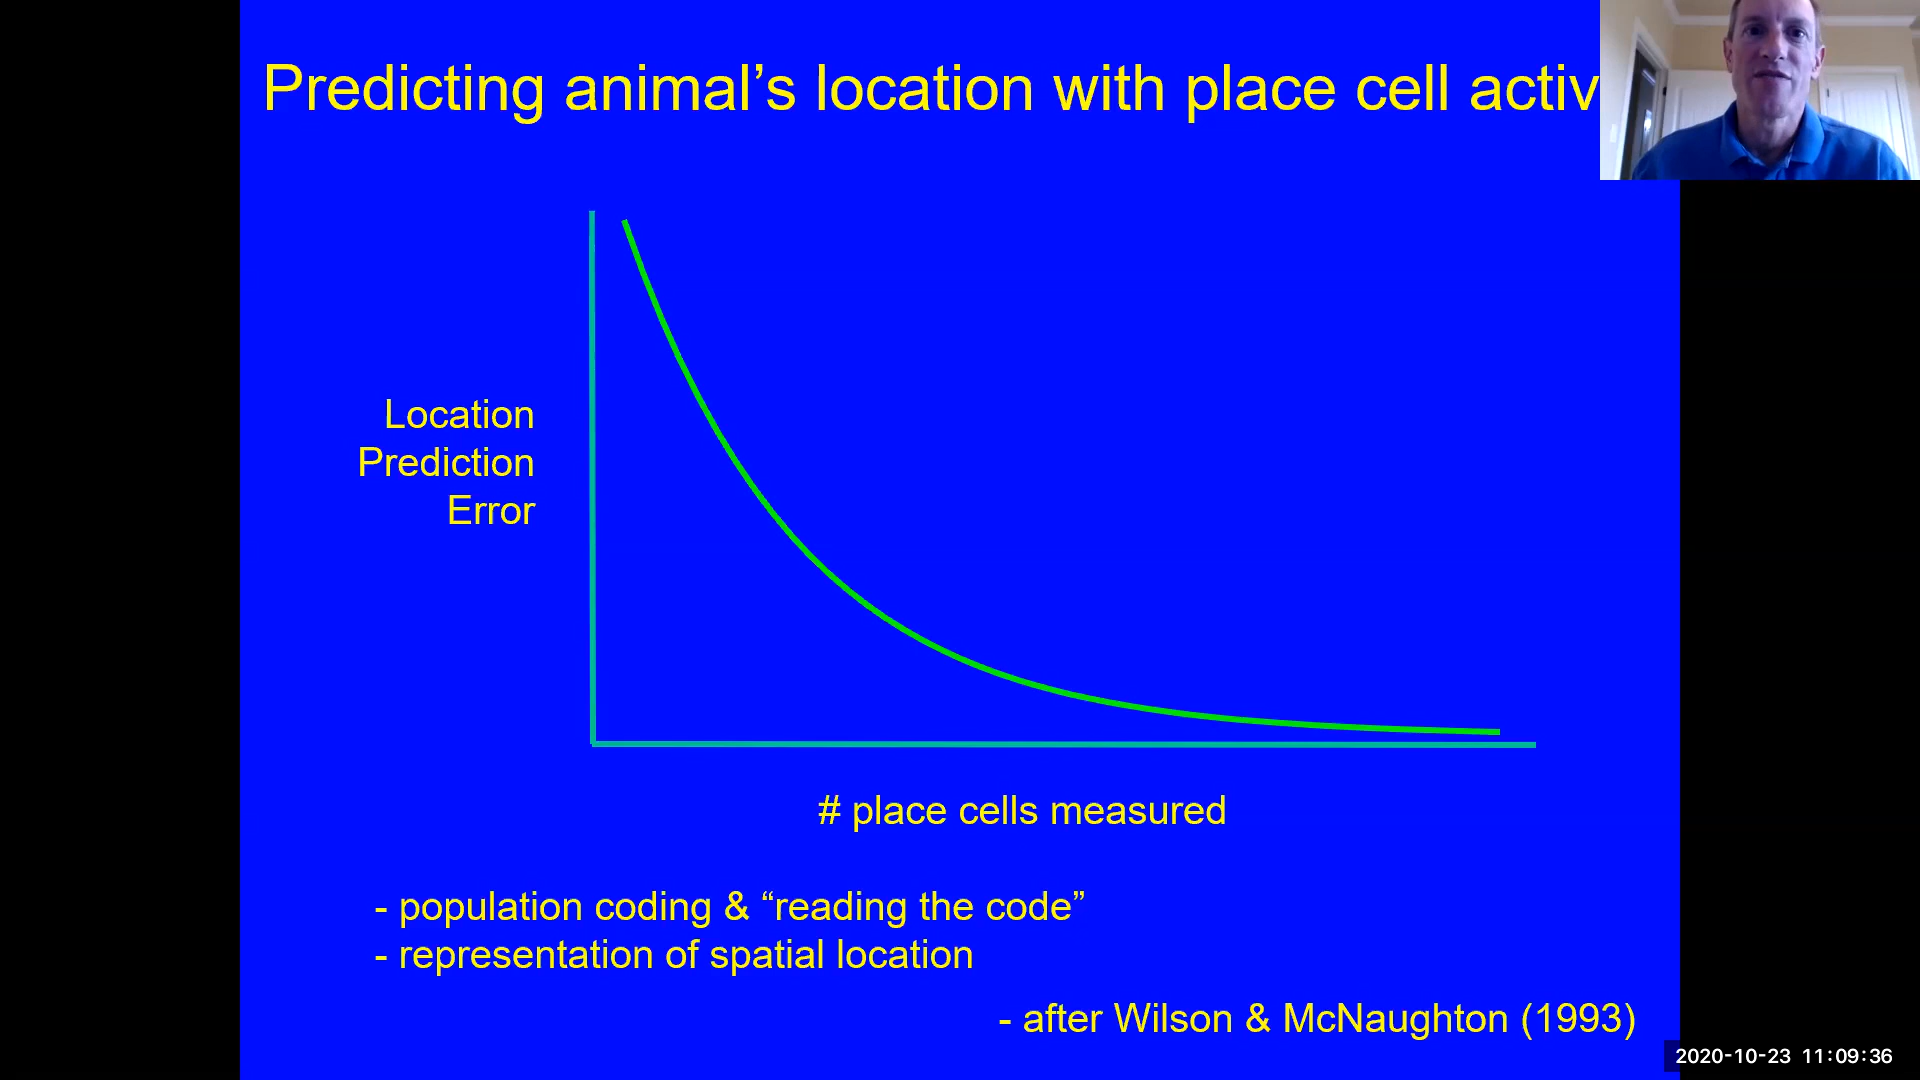 Predicting animal’s location with place cell activ
Location
Prediction
Error
# place cells measured
- population coding & “reading the code”
- representation of spatial location
- after Wilson & McNaughton (1993)
2020-10-23 11:09:36